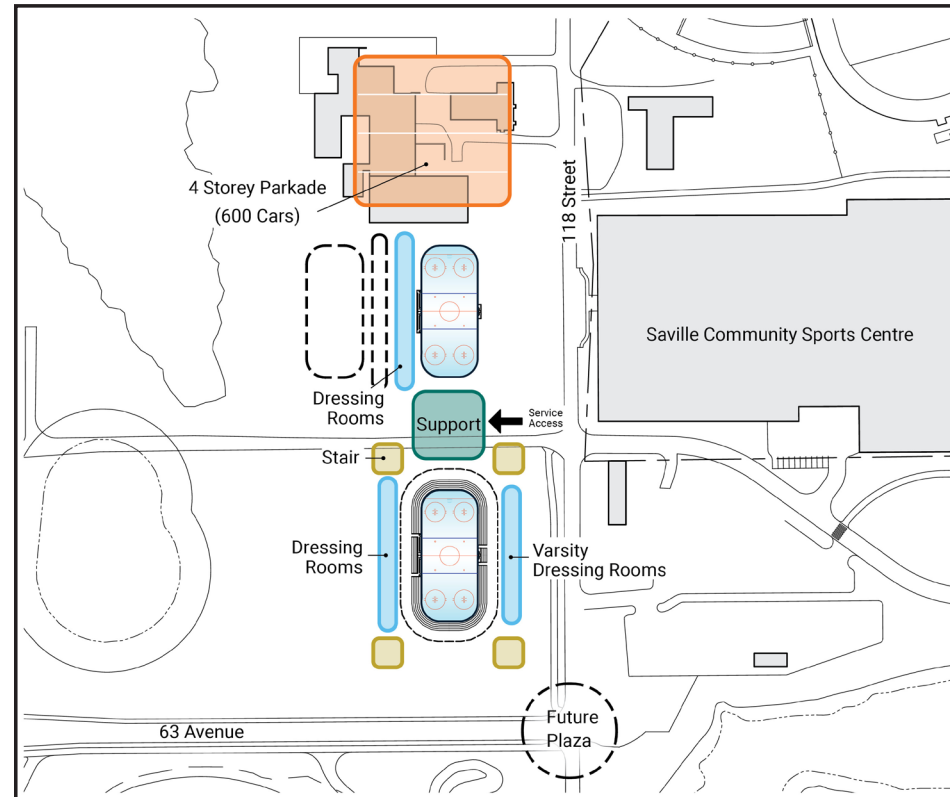 4 Storey Parkade
(600 Cars)
118 Street
Saville Community Sports Centre
Dressing
Rooms
Support
Service
Access
Stair
Dressing
Rooms
Varsity
Dressing Rooms
63 Avenue
Future
Plaza